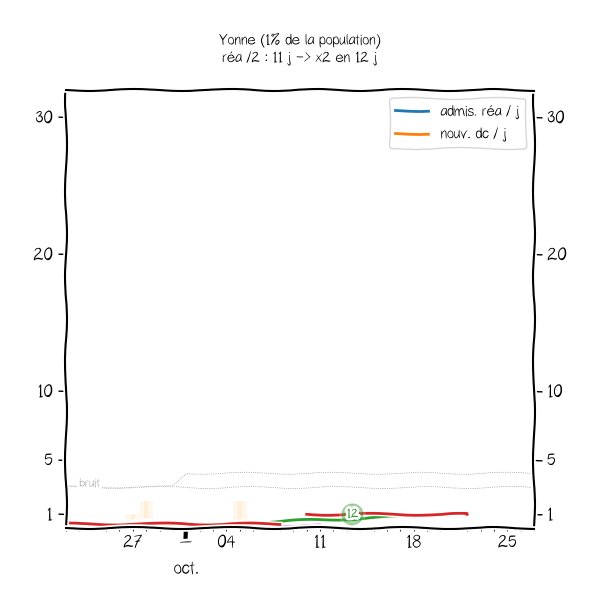 Yonne (1% de la population)
réa /2 : 11 j -> x2 en 12 j
admis. réa / j
nouv. dc / j
30
30
20
20
10
10
5
5
bruit
1
12
1
27
1
04
11
18
25
oct.